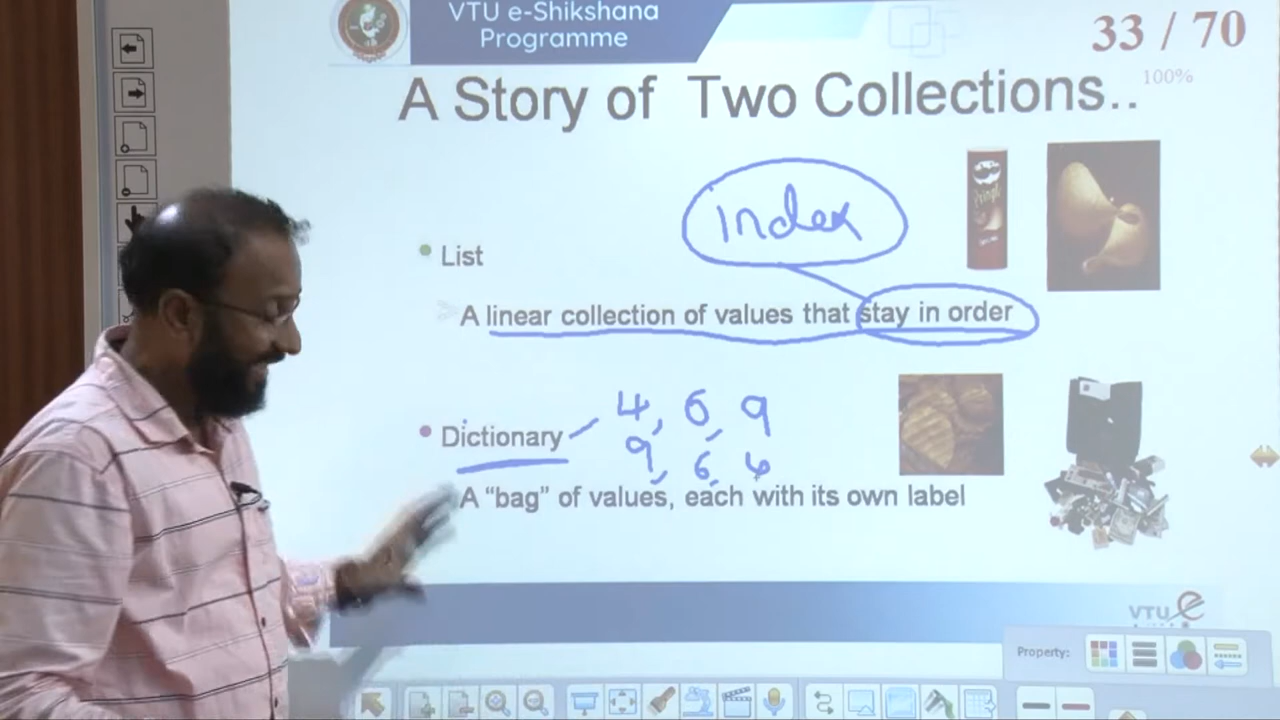 VTU e-Shikshana
Programme
33 / 70
100%
A Story of Two Collections..
index
List
A linear collection of values that stay in order
4, 6, 9
Dictionary
9, 6, 4
A “bag” of values, each with its own label
VTU e
Property: